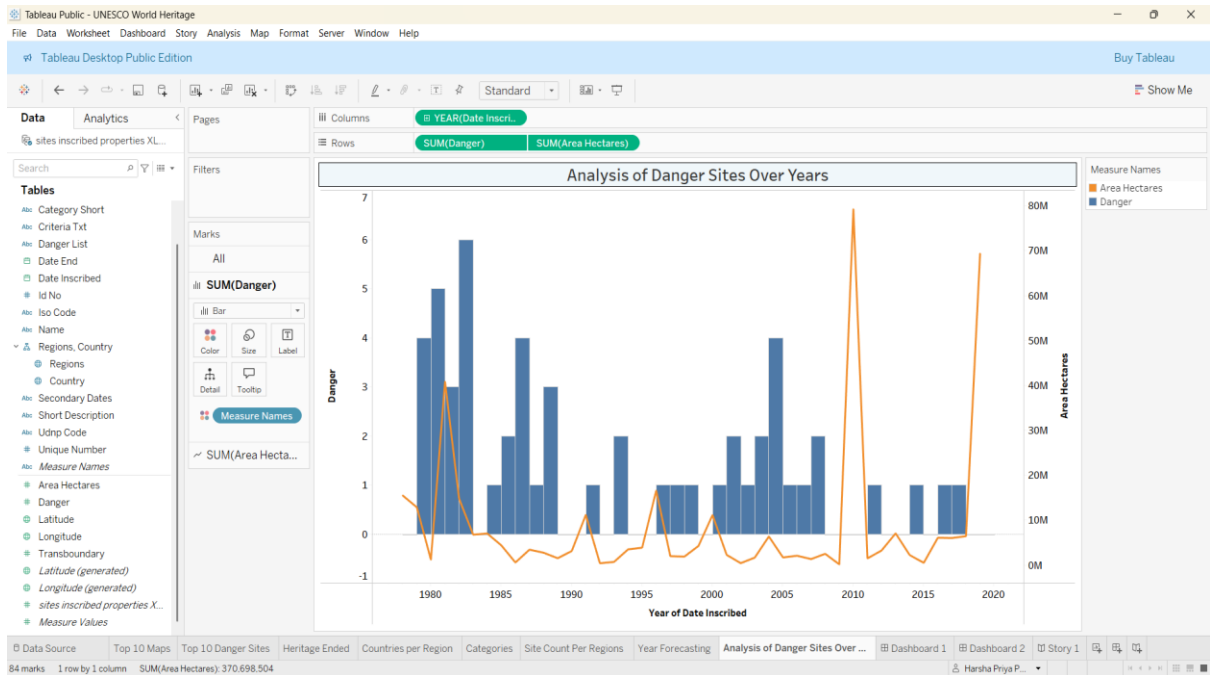 Tableau Public - UNESCO World Heritage
File Data Worksheet Dashboard Story Analysis Map Format Server Window Help
Tableau Desktop Public Edition
Buy Tableau
Standard
Show Me
Data Analytics
sites inscribed properties XL...
Search
Tables
Abc Category Short
Abc Criteria Txt
Abc Danger List
Date End
Date Inscribed
# Id No
Abc Iso Code
Abc Name
Regions, Country
Regions
Country
Abc Secondary Dates
Abc Short Description
Abc Udnp Code
# Unique Number
Abc Measure Names
# Area Hectares
# Danger
Latitude
Longitude
# Transboundary
Latitude (generated)
Longitude (generated)
# sites inscribed properties X...
# Measure Values
Pages
Filters
Marks
All
SUM(Danger)
Bar
Color Size Label
Detail Tooltip
Measure Names
SUM(Area Hecta...
Columns YEAR(Date Inscri..
Rows SUM(Danger) SUM(Area Hectares)
Analysis of Danger Sites Over Years
7
6
5
4
3
2
1
0
-1
Danger
80M
70M
60M
50M
40M
30M
20M
10M
0M
Area Hectares
1980 1985 1990 1995 2000 2005 2010 2015 2020
Year of Date Inscribed
Measure Names
Area Hectares
Danger
Data Source Top 10 Maps Top 10 Danger Sites Heritage Ended Countries per Region Categories Site Count Per Regions Year Forecasting Analysis of Danger Sites Over ... Dashboard 1 Dashboard 2 Story 1
84 marks 1 row by 1 column SUM(Area Hectares): 370,698,504
Harsha Priya P...